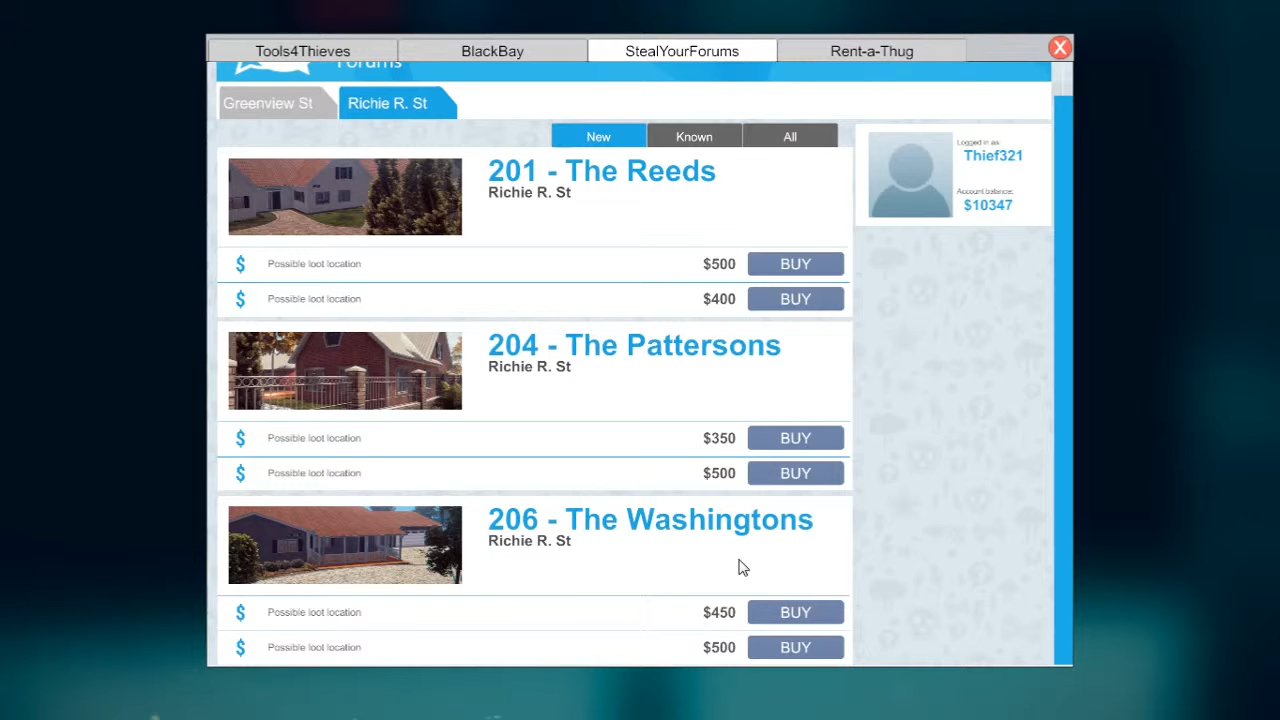 Tools4Thieves
BlackBay
StealYourForums
Rent-a-Thug
X
Forums
Greenview St
Richie R. St
New
Known
All
Logged in as:
Thief321
Account balance:
$10347
201 - The Reeds
Richie R. St
$ Possible loot location $500 BUY
$ Possible loot location $400 BUY
204 - The Pattersons
Richie R. St
$ Possible loot location $350 BUY
$ Possible loot location $500 BUY
206 - The Washingtons
Richie R. St
$ Possible loot location $450 BUY
$ Possible loot location $500 BUY